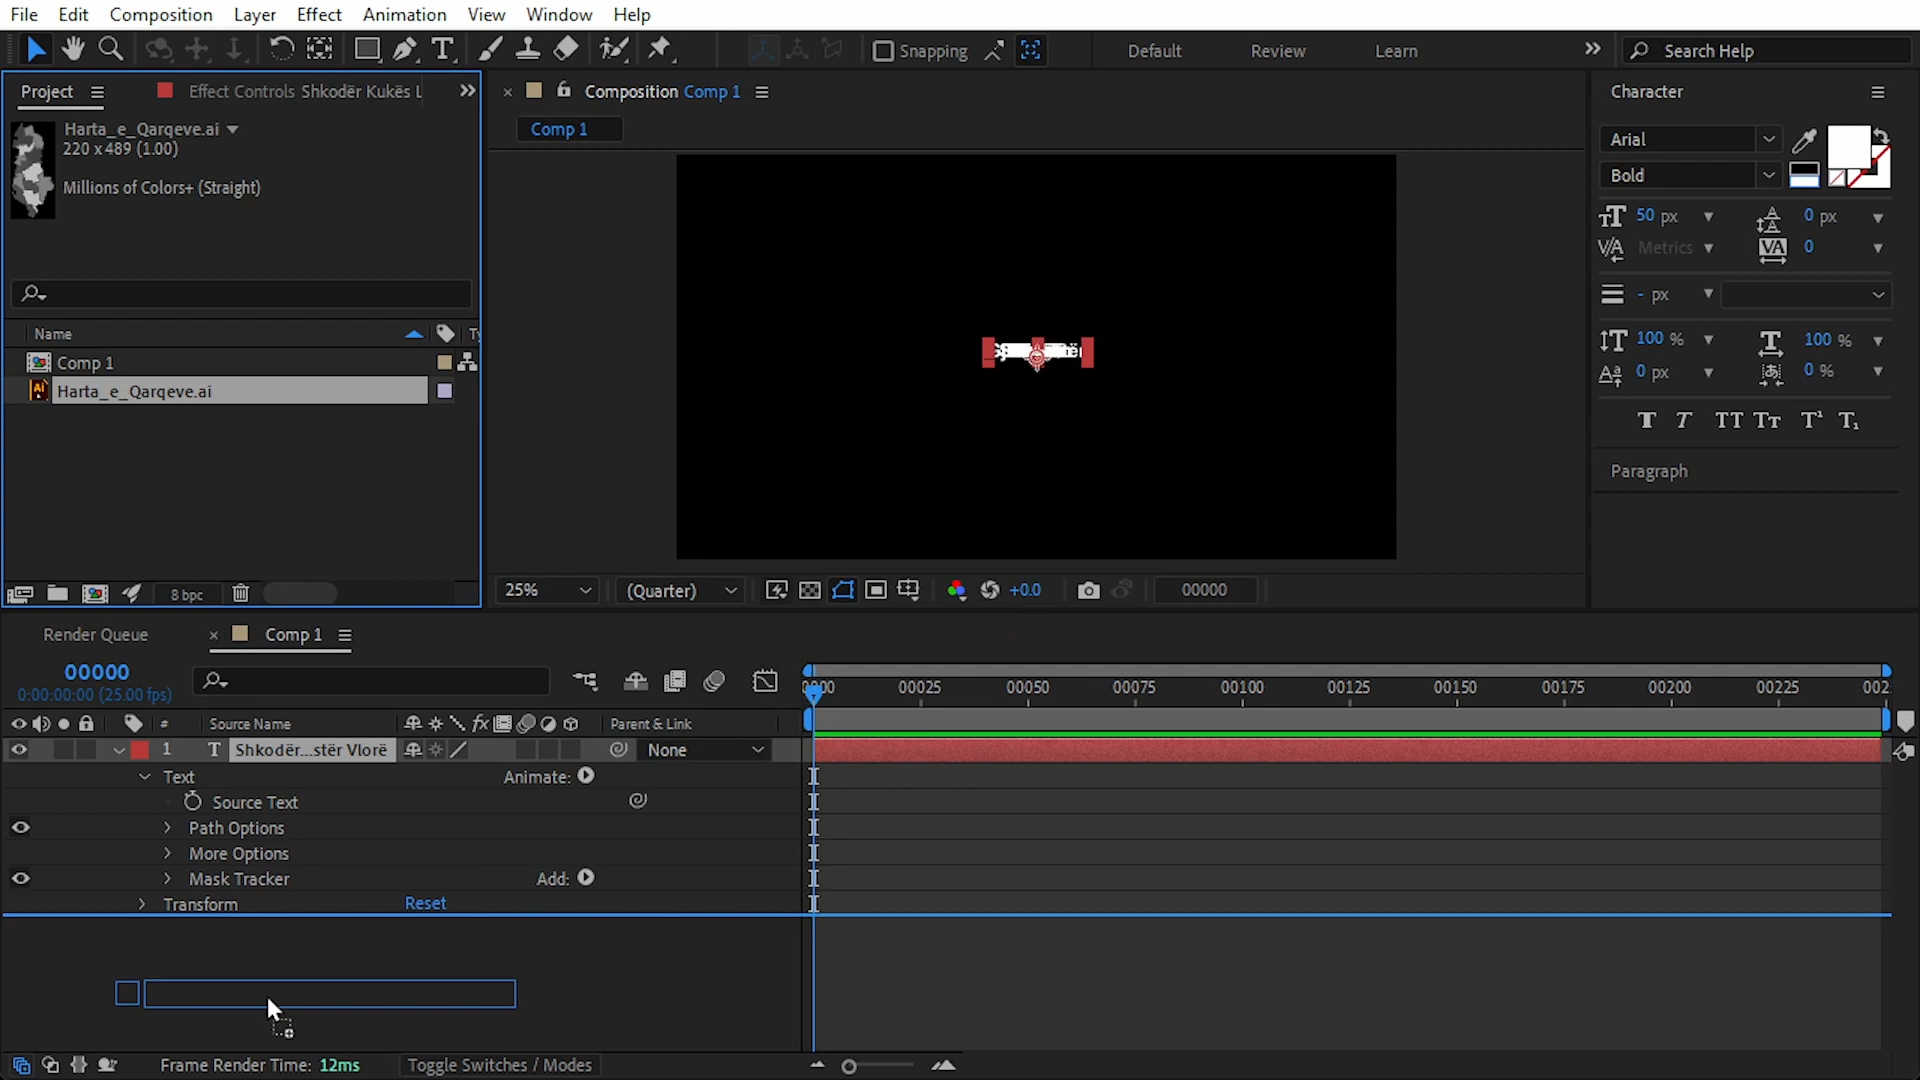 File Edit Composition Layer Effect Animation View Window Help
Snapping Default Review Learn Search Help
Project Effect Controls Shkodër Kukës L
Composition Comp 1
Character
Harta_e_Qarqeve.ai
220 x 489 (1.00)
Millions of Colors+ (Straight)
Comp 1
Arial
Bold
50 px 0 px
Metrics 0
- px
100 % 100 %
0 px 0 %
Paragraph
Name Ty
Comp 1
Harta_e_Qarqeve.ai
8 bpc
25% (Quarter) +0.0 00000
Render Queue Comp 1
00000
0:00:00:00 (25.00 fps)
00025 00050 00075 00100 00125 00150 00175 00200 00225 002
# Source Name Parent & Link
1 Shkodër...stër Vlorë None
Text Animate:
Source Text
Path Options
More Options
Mask Tracker Add:
Transform Reset
Frame Render Time: 12ms Toggle Switches / Modes